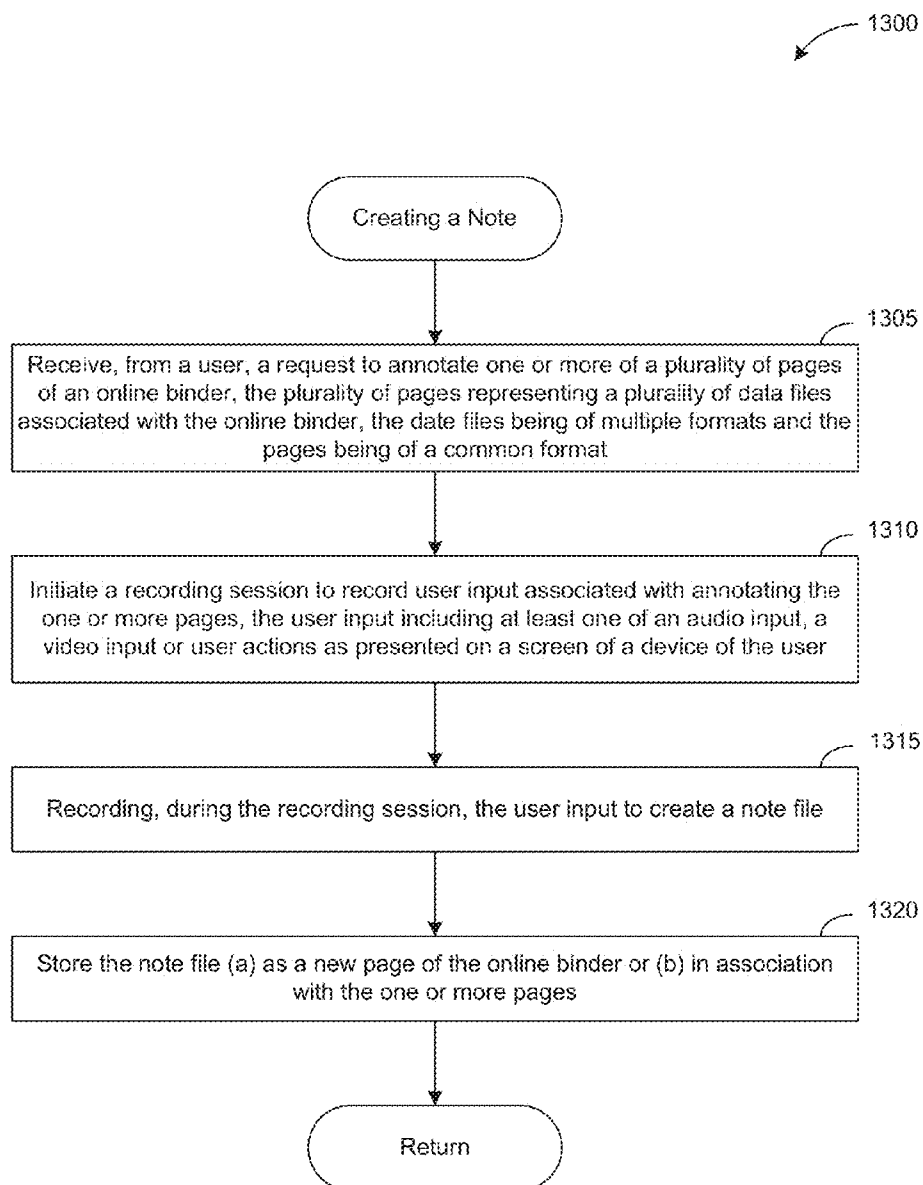 1300
Creating a Note
1305
Receive, from a user, a request to annotate one or more of a plurality of pages
of an online binder, the plurality of pages representing a plurality of data files
associated with the online binder, the date files being of multiple formats and the
pages being of a common format
1310
Initiate a recording session to record user input associated with annotating the
one or more pages, the user input including at least one of an audio input, a
video input or user actions as presented on a screen of a device of the user
1315
Recording, during the recording session, the user input to create a note file
1320
Store the note file (a) as a new page of the online binder or (b) in association
with the one or more pages
Return